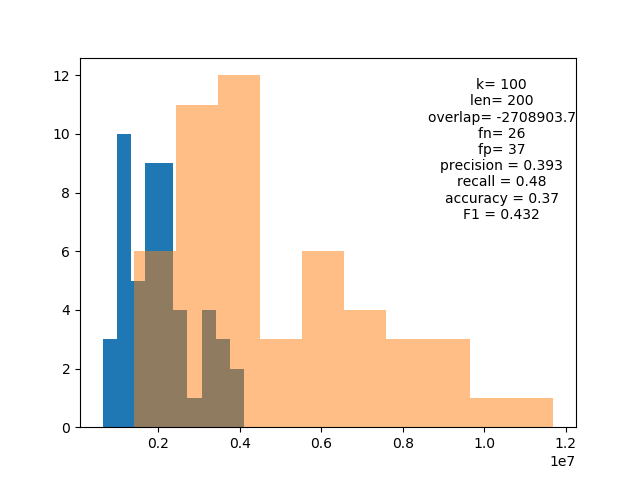 12
10
8
6
4
2
0
k= 100
len= 200
overlap= -2708903.7
fn= 26
fp= 37
precision = 0.393
recall = 0.48
accuracy = 0.37
F1 = 0.432
0.2 0.4 0.6 0.8 1.0 1.2
1e7